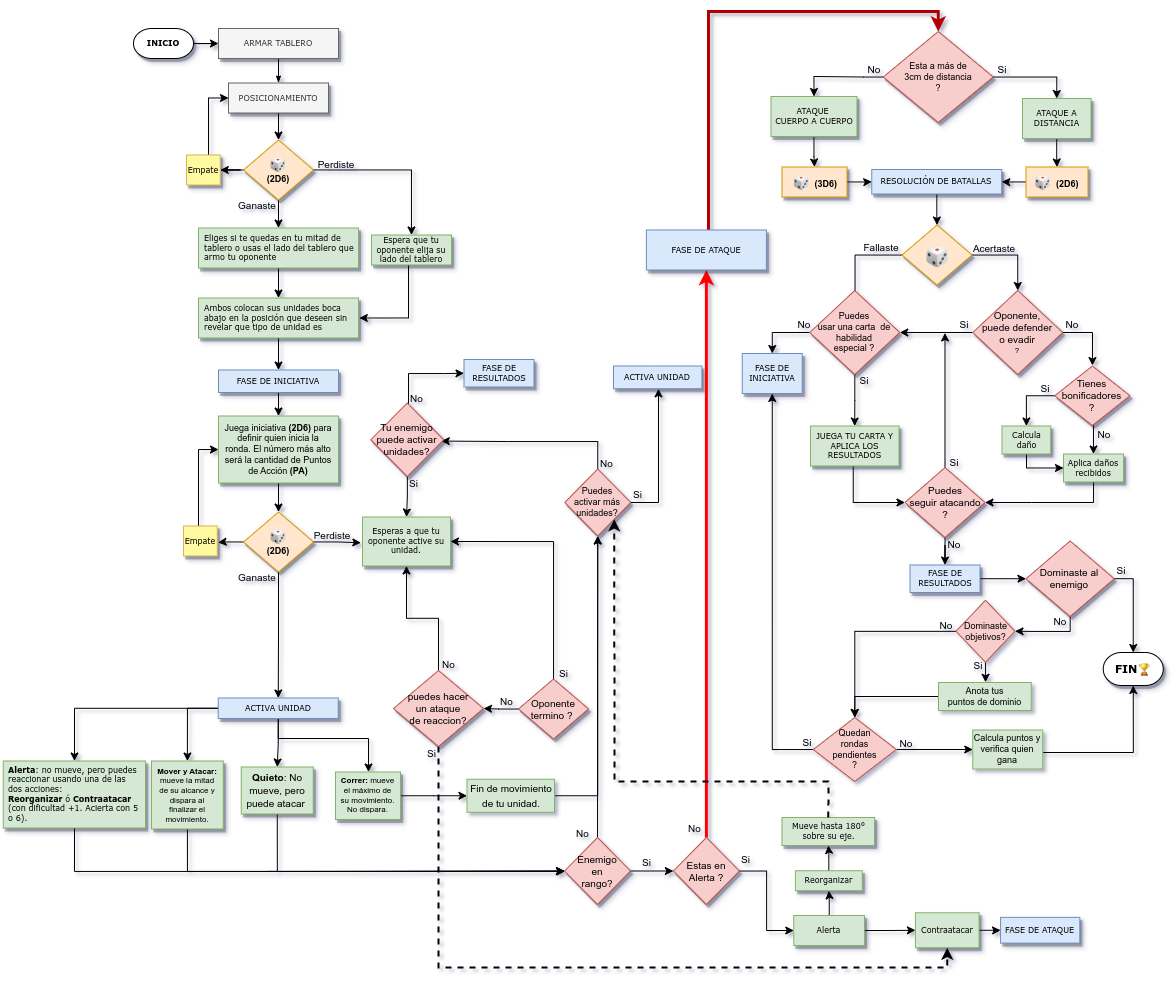 INICIO
ARMAR TABLERO
POSICIONAMIENTO
Empate
(2D6)
Perdiste
Ganaste
Eliges si te quedas en tu mitad de
tablero o usas el lado del tablero que
armo tu oponente
Espera que tu
oponente elija su
lado del tablero
Ambos colocan sus unidades boca
abajo en la posición que deseen sin
revelar que tipo de unidad es
FASE DE INICIATIVA
Juega iniciativa (2D6) para
definir quien inicia la
ronda. El número más alto
será la cantidad de Puntos
de Acción (PA)
Empate
(2D6)
Perdiste
Ganaste
ACTIVA UNIDAD
Alerta: no mueve, pero puedes
reaccionar usando una de las
dos acciones:
Reorganizar ó Contraatacar
(con dificultad +1. Acierta con 5
o 6).
Mover y Atacar:
mueve la mitad
de su alcance y
dispara al
finalizar el
movimiento.
Quieto: No
mueve, pero
puede atacar
Correr: mueve
el máximo de
su movimiento.
No dispara.
Fin de movimiento
de tu unidad.
FASE DE
RESULTADOS
No
Tu enemigo
puede activar
unidades?
Si
Esperas a que tu
oponente active su
unidad.
No
puedes hacer
un ataque
de reaccion?
Si
No
Si
Oponente
termino ?
ACTIVA UNIDAD
No
Puedes
activar más
unidades?
Si
No
Enemigo
en
rango?
Si
No
Estas en
Alerta ?
Si
Mueve hasta 180°
sobre su eje.
Reorganizar
Alerta
Contraatacar
FASE DE ATAQUE
FASE DE ATAQUE
Esta a más de
3cm de distancia
?
No
Si
ATAQUE
CUERPO A CUERPO
ATAQUE A
DISTANCIA
(3D6)
RESOLUCIÓN DE BATALLAS
(2D6)
Fallaste
Acertaste
Puedes
usar una carta de
habilidad
especial ?
No
Si
Oponente,
puede defender
o evadir
?
Si
No
FASE DE
INICIATIVA
Tienes
bonificadores
?
Si
No
JUEGA TU CARTA Y
APLICA LOS
RESULTADOS
Calcula
daño
Aplica daños
recibidos
Si
Puedes
seguir atacando
?
No
FASE DE
RESULTADOS
Dominaste al
enemigo
Si
No
Dominaste
objetivos?
No
Si
Anota tus
puntos de dominio
FIN
Quedan
rondas
pendientes
?
Si
No
Calcula puntos y
verifica quien
gana